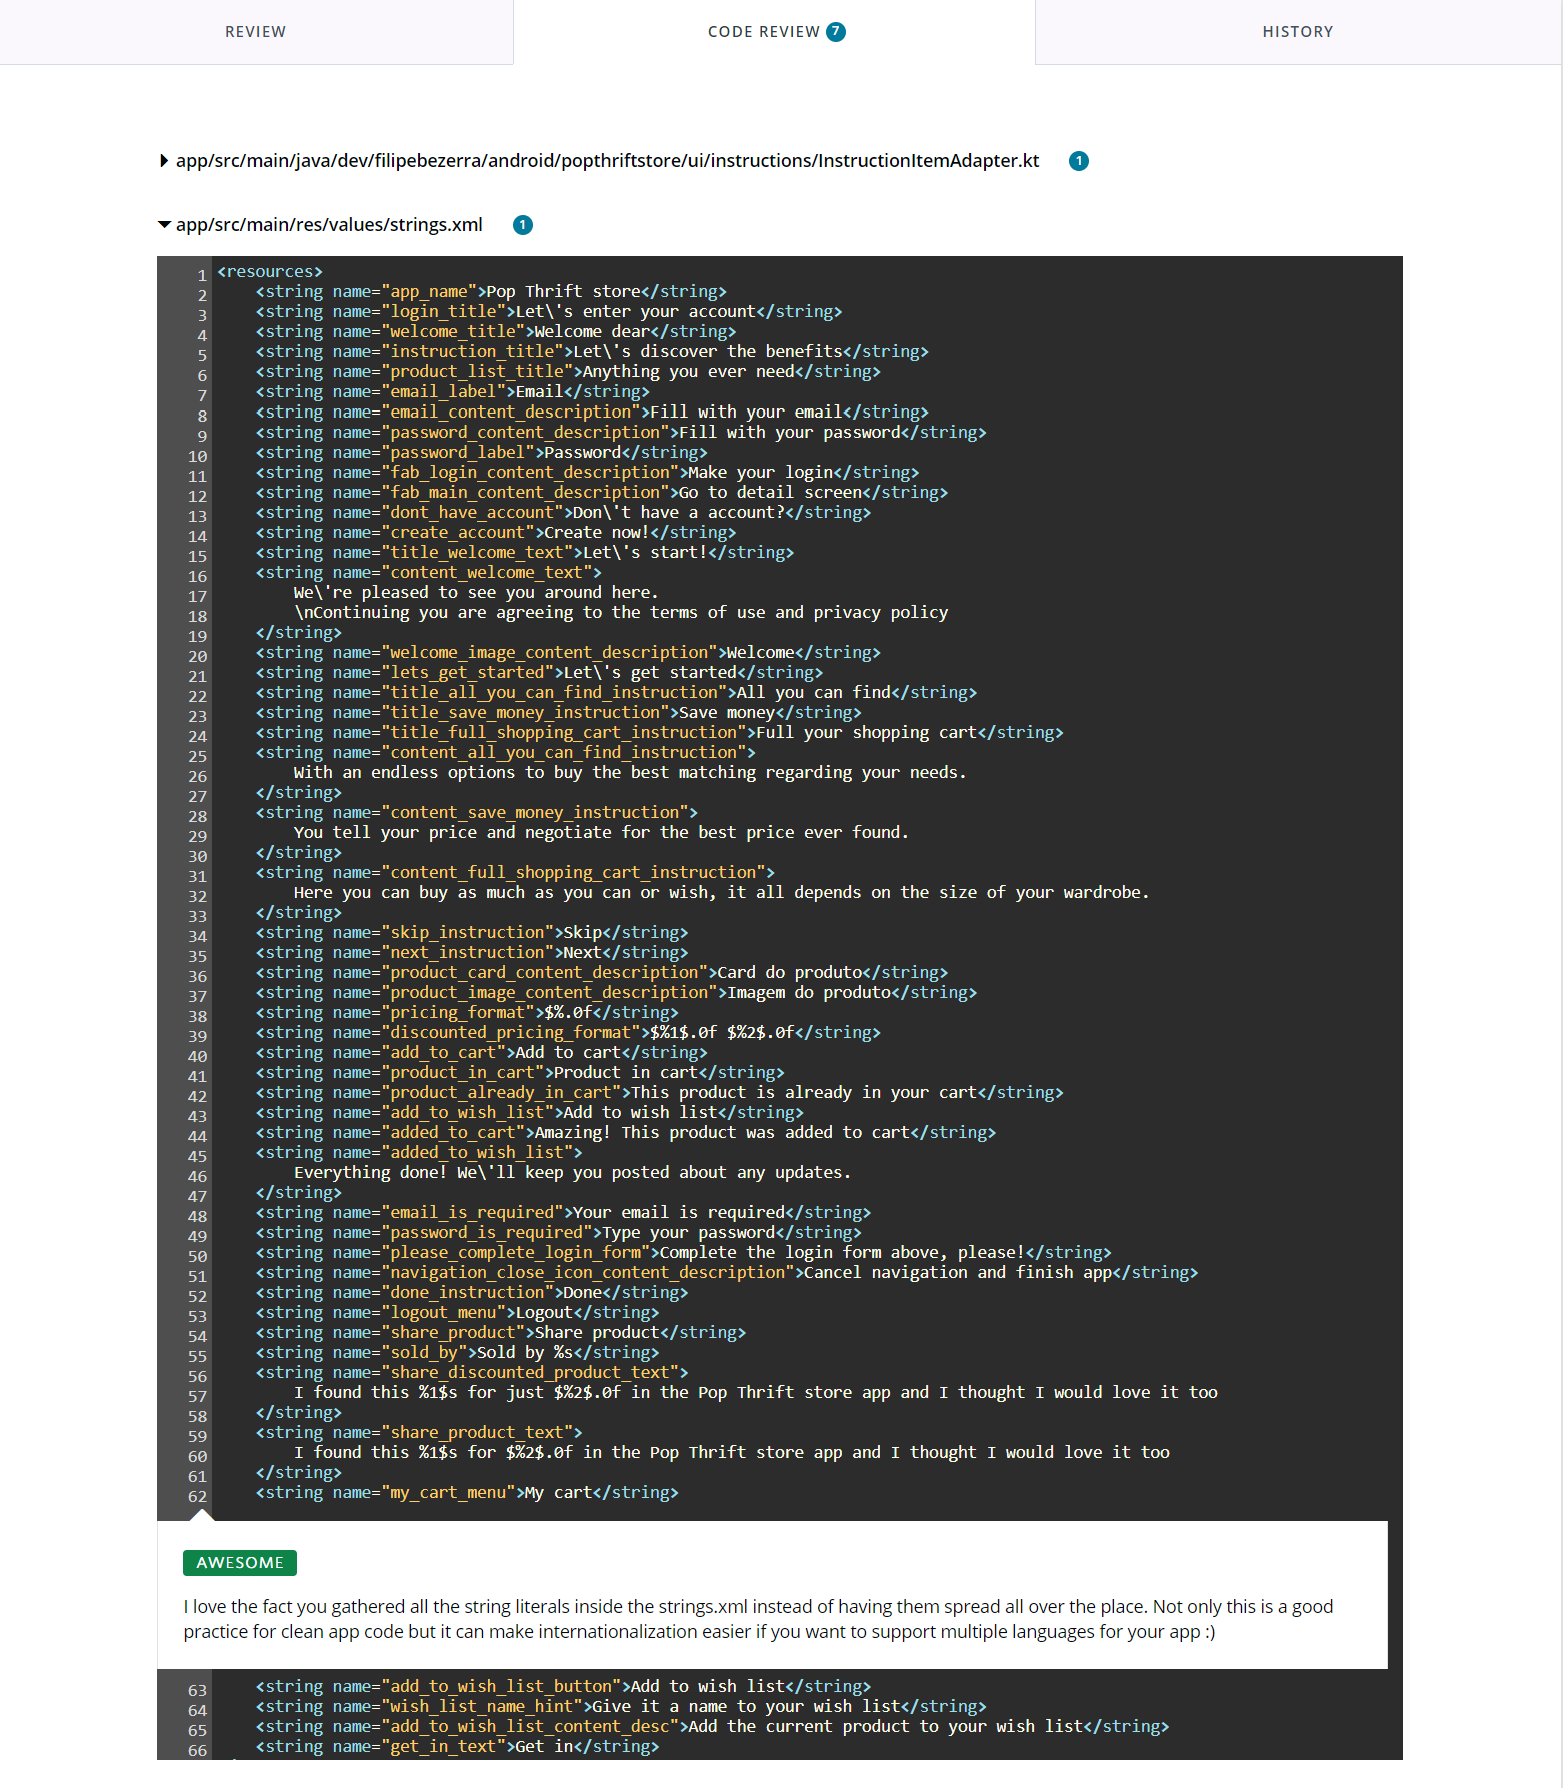 REVIEW
CODE REVIEW 7
HISTORY
app/src/main/java/dev/filipebezerra/android/popthriftstore/ui/instructions/InstructionItemAdapter.kt 1
app/src/main/res/values/strings.xml 1
1 <resources>
2     <string name="app_name">Pop Thrift store</string>
3     <string name="login_title">Let\'s enter your account</string>
4     <string name="welcome_title">Welcome dear</string>
5     <string name="instruction_title">Let\'s discover the benefits</string>
6     <string name="product_list_title">Anything you ever need</string>
7     <string name="email_label">Email</string>
8     <string name="email_content_description">Fill with your email</string>
9     <string name="password_content_description">Fill with your password</string>
10     <string name="password_label">Password</string>
11     <string name="fab_login_content_description">Make your login</string>
12     <string name="fab_main_content_description">Go to detail screen</string>
13     <string name="dont_have_account">Don\'t have a account?</string>
14     <string name="create_account">Create now!</string>
15     <string name="title_welcome_text">Let\'s start!</string>
16     <string name="content_welcome_text">
17         We\'re pleased to see you around here.
18         \nContinuing you are agreeing to the terms of use and privacy policy
19     </string>
20     <string name="welcome_image_content_description">Welcome</string>
21     <string name="lets_get_started">Let\'s get started</string>
22     <string name="title_all_you_can_find_instruction">All you can find</string>
23     <string name="title_save_money_instruction">Save money</string>
24     <string name="title_full_shopping_cart_instruction">Full your shopping cart</string>
25     <string name="content_all_you_can_find_instruction">
26         With an endless options to buy the best matching regarding your needs.
27     </string>
28     <string name="content_save_money_instruction">
29         You tell your price and negotiate for the best price ever found.
30     </string>
31     <string name="content_full_shopping_cart_instruction">
32         Here you can buy as much as you can or wish, it all depends on the size of your wardrobe.
33     </string>
34     <string name="skip_instruction">Skip</string>
35     <string name="next_instruction">Next</string>
36     <string name="product_card_content_description">Card do produto</string>
37     <string name="product_image_content_description">Imagem do produto</string>
38     <string name="pricing_format">$%.0f</string>
39     <string name="discounted_pricing_format">$%1$.0f $%2$.0f</string>
40     <string name="add_to_cart">Add to cart</string>
41     <string name="product_in_cart">Product in cart</string>
42     <string name="product_already_in_cart">This product is already in your cart</string>
43     <string name="add_to_wish_list">Add to wish list</string>
44     <string name="added_to_cart">Amazing! This product was added to cart</string>
45     <string name="added_to_wish_list">
46         Everything done! We\'ll keep you posted about any updates.
47     </string>
48     <string name="email_is_required">Your email is required</string>
49     <string name="password_is_required">Type your password</string>
50     <string name="please_complete_login_form">Complete the login form above, please!</string>
51     <string name="navigation_close_icon_content_description">Cancel navigation and finish app</string>
52     <string name="done_instruction">Done</string>
53     <string name="logout_menu">Logout</string>
54     <string name="share_product">Share product</string>
55     <string name="sold_by">Sold by %s</string>
56     <string name="share_discounted_product_text">
57         I found this %1$s for just $%2$.0f in the Pop Thrift store app and I thought I would love it too
58     </string>
59     <string name="share_product_text">
60         I found this %1$s for $%2$.0f in the Pop Thrift store app and I thought I would love it too
61     </string>
62     <string name="my_cart_menu">My cart</string>
AWESOME
I love the fact you gathered all the string literals inside the strings.xml instead of having them spread all over the place. Not only this is a good
practice for clean app code but it can make internationalization easier if you want to support multiple languages for your app :)
63     <string name="add_to_wish_list_button">Add to wish list</string>
64     <string name="wish_list_name_hint">Give it a name to your wish list</string>
65     <string name="add_to_wish_list_content_desc">Add the current product to your wish list</string>
66     <string name="get_in_text">Get in</string>